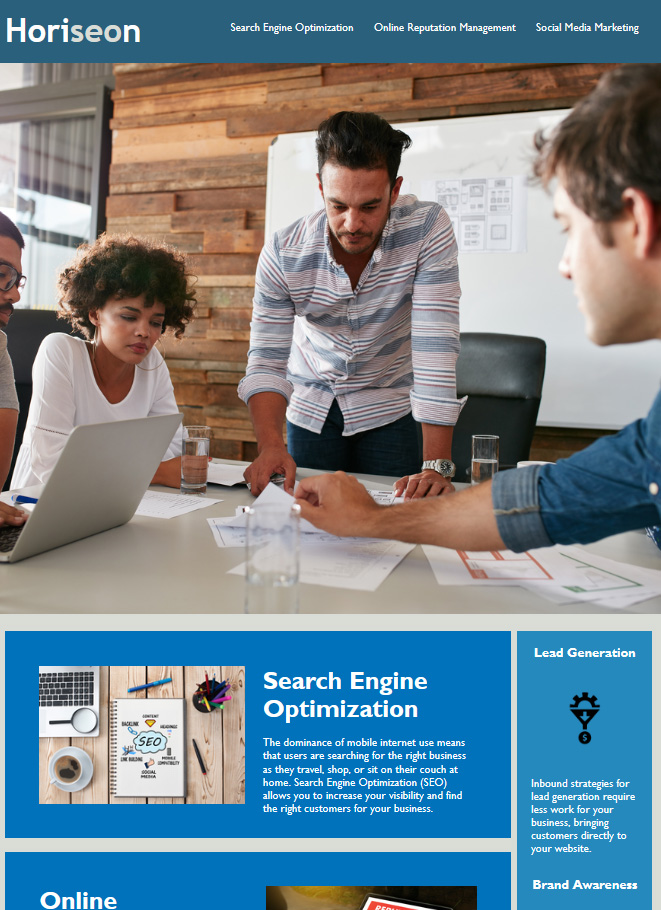 Horiseon
Search Engine Optimization
Online Reputation Management
Social Media Marketing
BACKLINK
CONTENT
HEADINGS
SEO
LINK BUILDING
MOBILE
COMPATIBILITY
SOCIAL
MEDIA
Search Engine
Optimization
The dominance of mobile internet use means
that users are searching for the right business
as they travel, shop, or sit on their couch at
home. Search Engine Optimization (SEO)
allows you to increase your visibility and find
the right customers for your business.
Online
Lead Generation
$
Inbound strategies for
lead generation require
less work for your
business, bringing
customers directly to
your website.
Brand Awareness